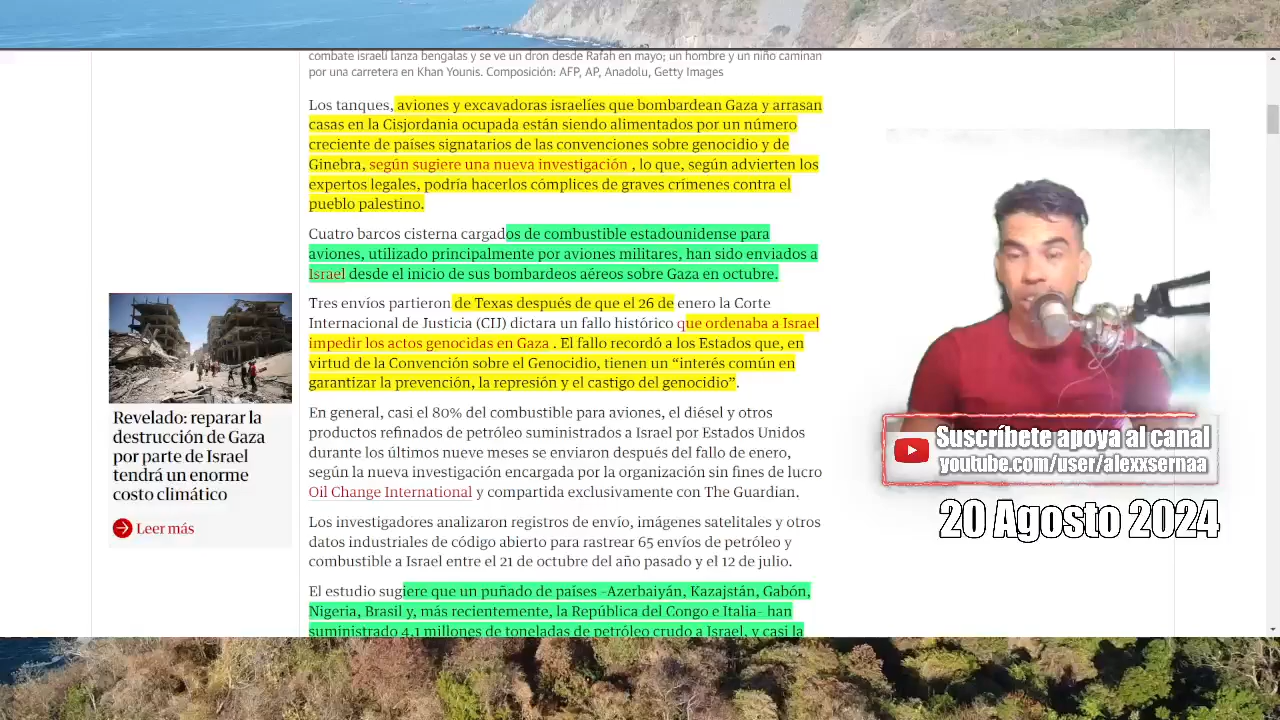 combate israelí lanza bengalas y se ve un dron desde Rafah en mayo; un hombre y un niño caminan
por una carretera en Khan Younis. Composición: AFP, AP, Anadolu, Getty Images
Los tanques, aviones y excavadoras israelíes que bombardean Gaza y arrasan
casas en la Cisjordania ocupada están siendo alimentados por un número
creciente de países signatarios de las convenciones sobre genocidio y de
Ginebra, según sugiere una nueva investigación , lo que, según advierten los
expertos legales, podría hacerlos cómplices de graves crímenes contra el
pueblo palestino.
Cuatro barcos cisterna cargados de combustible estadounidense para
aviones, utilizado principalmente por aviones militares, han sido enviados a
Israel desde el inicio de sus bombardeos aéreos sobre Gaza en octubre.
Tres envíos partieron de Texas después de que el 26 de enero la Corte
Internacional de Justicia (CIJ) dictara un fallo histórico que ordenaba a Israel
impedir los actos genocidas en Gaza . El fallo recordó a los Estados que, en
virtud de la Convención sobre el Genocidio, tienen un “interés común en
garantizar la prevención, la represión y el castigo del genocidio”.
En general, casi el 80% del combustible para aviones, el diésel y otros
productos refinados de petróleo suministrados a Israel por Estados Unidos
durante los últimos nueve meses se enviaron después del fallo de enero,
según la nueva investigación encargada por la organización sin fines de lucro
Oil Change International y compartida exclusivamente con The Guardian.
Los investigadores analizaron registros de envío, imágenes satelitales y otros
datos industriales de código abierto para rastrear 65 envíos de petróleo y
combustible a Israel entre el 21 de octubre del año pasado y el 12 de julio.
El estudio sugiere que un puñado de países –Azerbaiyán, Kazajstán, Gabón,
Nigeria, Brasil y, más recientemente, la República del Congo e Italia– han
suministrado 4,1 millones de toneladas de petróleo crudo a Israel, y casi la
Revelado: reparar la
destrucción de Gaza
por parte de Israel
tendrá un enorme
costo climático
Leer más
Suscríbete apoya al canal
youtube.com/user/alexxsernaa
20 Agosto 2024